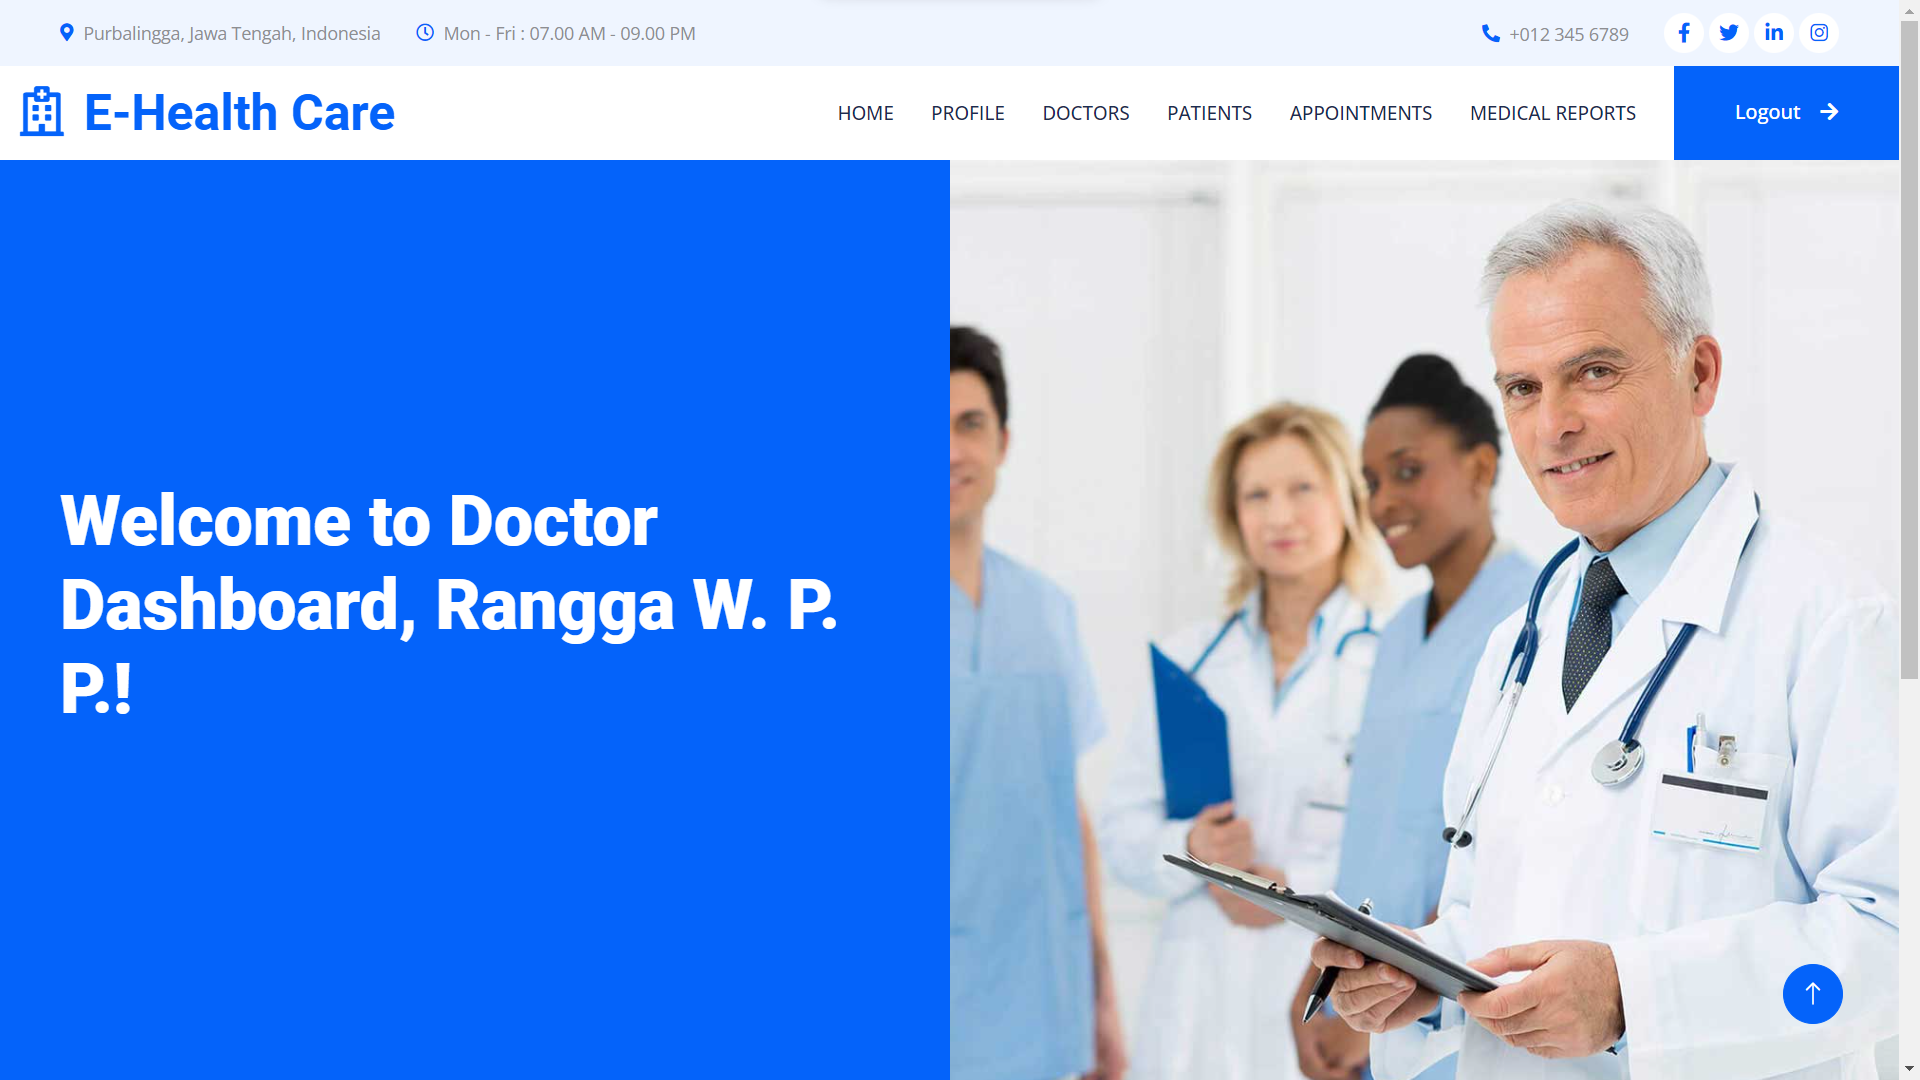 Purbalingga, Jawa Tengah, Indonesia
Mon - Fri : 07.00 AM - 09.00 PM
+012 345 6789
E-Health Care
HOME
PROFILE
DOCTORS
PATIENTS
APPOINTMENTS
MEDICAL REPORTS
Logout
Welcome to Doctor
Dashboard, Rangga W. P.
P.!